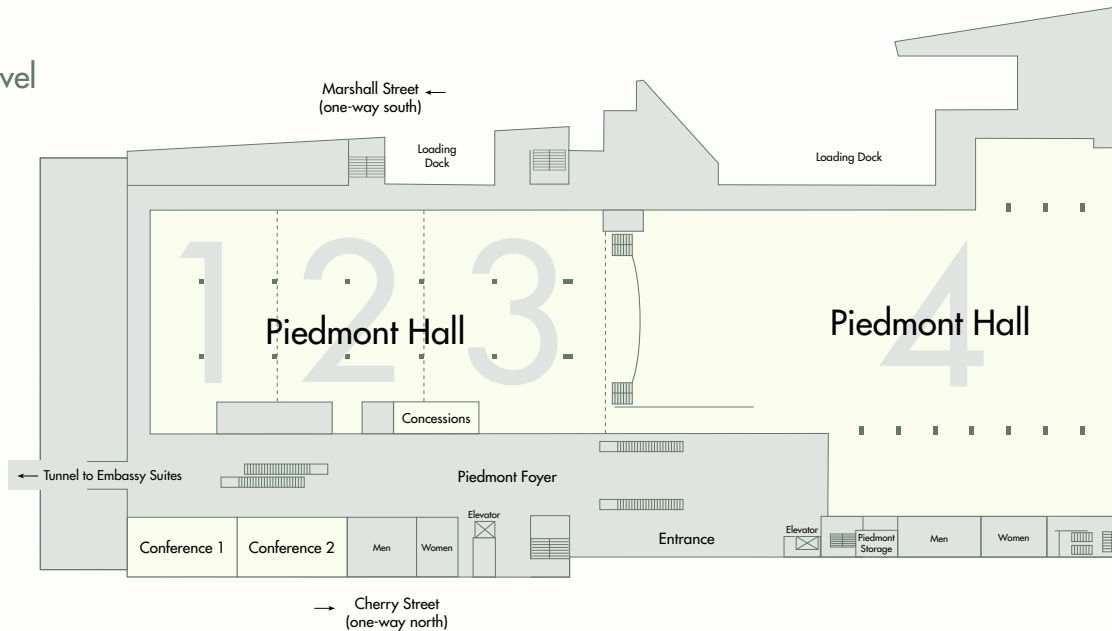 vel
Marshall Street
(one-way south)
Loading
Dock
Loading Dock
1
2
3
4
Piedmont Hall
Piedmont Hall
Concessions
Tunnel to Embassy Suites
Piedmont Foyer
Elevator
Conference 1
Conference 2
Men
Women
Entrance
Elevator
Piedmont
Storage
Men
Women
Cherry Street
(one-way north)